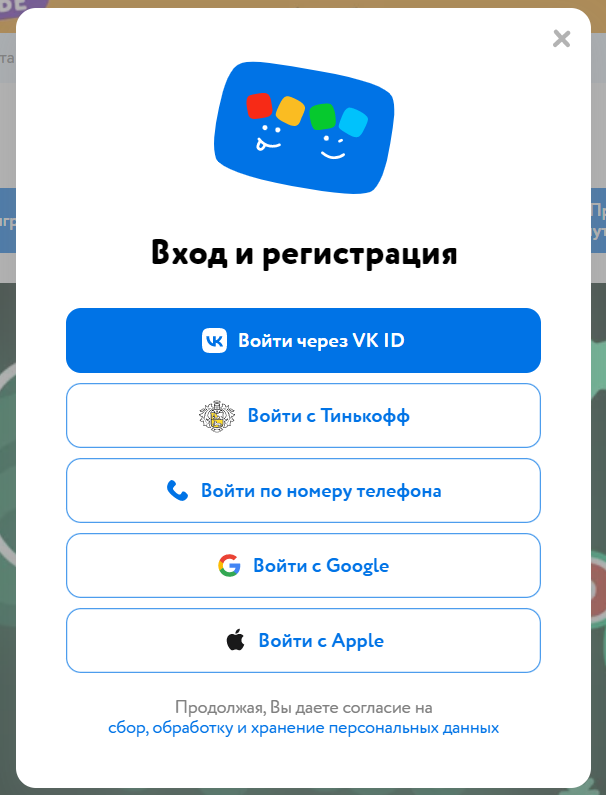 Вход и регистрация
Войти через VK ID
Войти с Тинькофф
Войти по номеру телефона
Войти с Google
Войти с Apple
Продолжая, Вы даете согласие на
сбор, обработку и хранение персональных данных